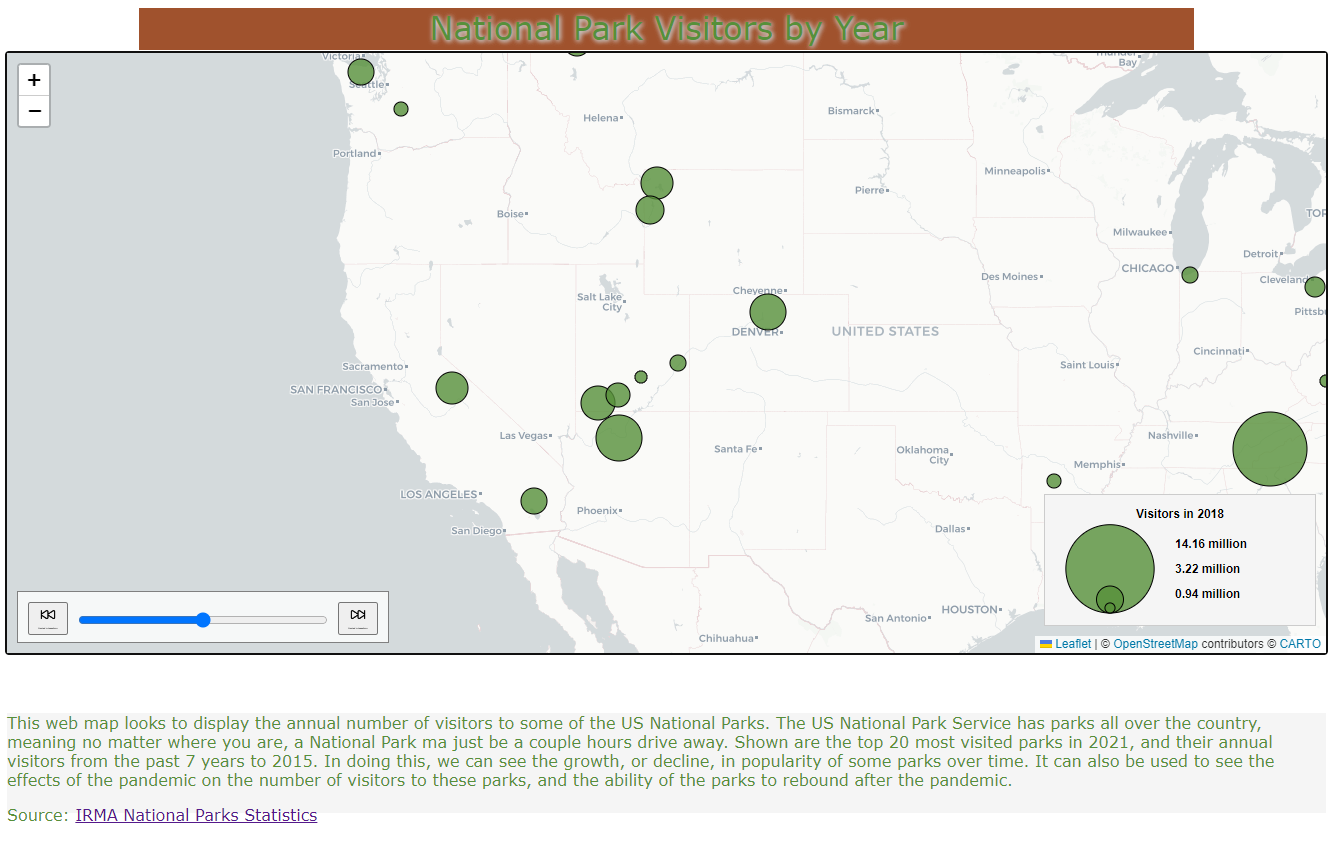 National Park Visitors by Year
Victoria
Thunder
Bay
+
Seattle
−
Helena
Bismarck
Portland
Minneapolis
Pierre
Boise
TOR
Milwaukee
Detroit
CHICAGO
Des Moines
Cleveland
Cheyenne
Salt Lake
City
Pittsb
DENVER
UNITED STATES
Cincinnati
Sacramento
Saint Louis
SAN FRANCISCO
San Jose
Las Vegas
Nashville
Santa Fe
Oklahoma
City
Memphis
LOS ANGELES
Phoenix
Visitors in 2018
San Diego
Dallas
14.16 million
3.22 million
0.94 million
HOUSTON
San Antonio
Chihuahua
Leaflet | © OpenStreetMap contributors © CARTO
This web map looks to display the annual number of visitors to some of the US National Parks. The US National Park Service has parks all over the country,
meaning no matter where you are, a National Park ma just be a couple hours drive away. Shown are the top 20 most visited parks in 2021, and their annual
visitors from the past 7 years to 2015. In doing this, we can see the growth, or decline, in popularity of some parks over time. It can also be used to see the
effects of the pandemic on the number of visitors to these parks, and the ability of the parks to rebound after the pandemic.
Source: IRMA National Parks Statistics